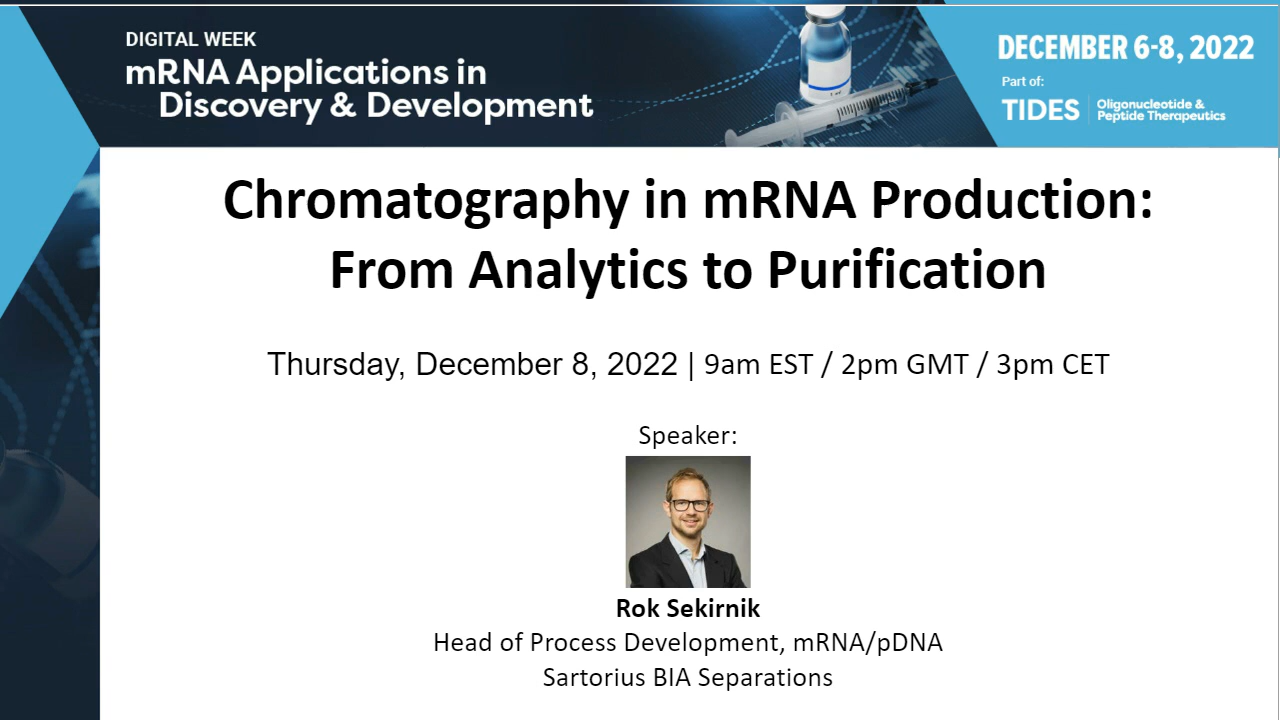 DIGITAL WEEK
mRNA Applications in
Discovery & Development
DECEMBER 6-8, 2022
Part of:
TIDES
Oligonucleotide &
Peptide Therapeutics
Chromatography in mRNA Production:
From Analytics to Purification
Thursday, December 8, 2022 | 9am EST / 2pm GMT / 3pm CET
Speaker:
Rok Sekirnik
Head of Process Development, mRNA/pDNA
Sartorius BIA Separations